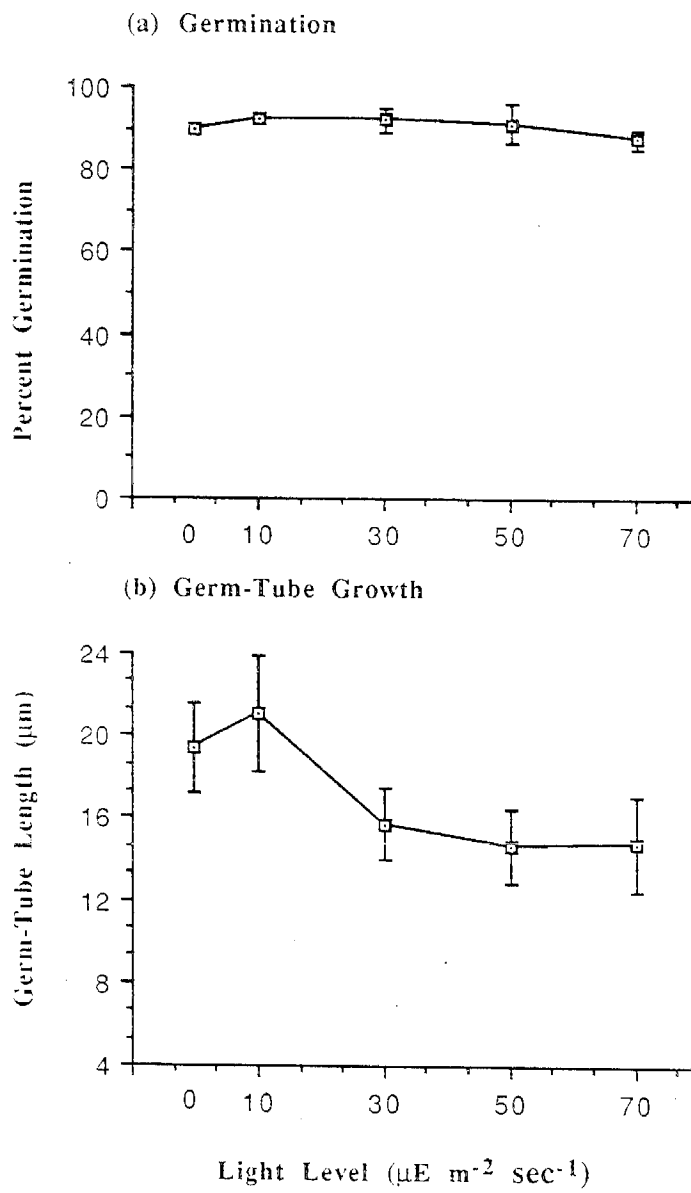 (a) Germination
Percent Germination
100
80
60
40
20
0
0 10 30 50 70
(b) Germ-Tube Growth
Germ-Tube Length (μm)
24
20
16
12
8
4
0 10 30 50 70
Light Level (μE m-2 sec-1)